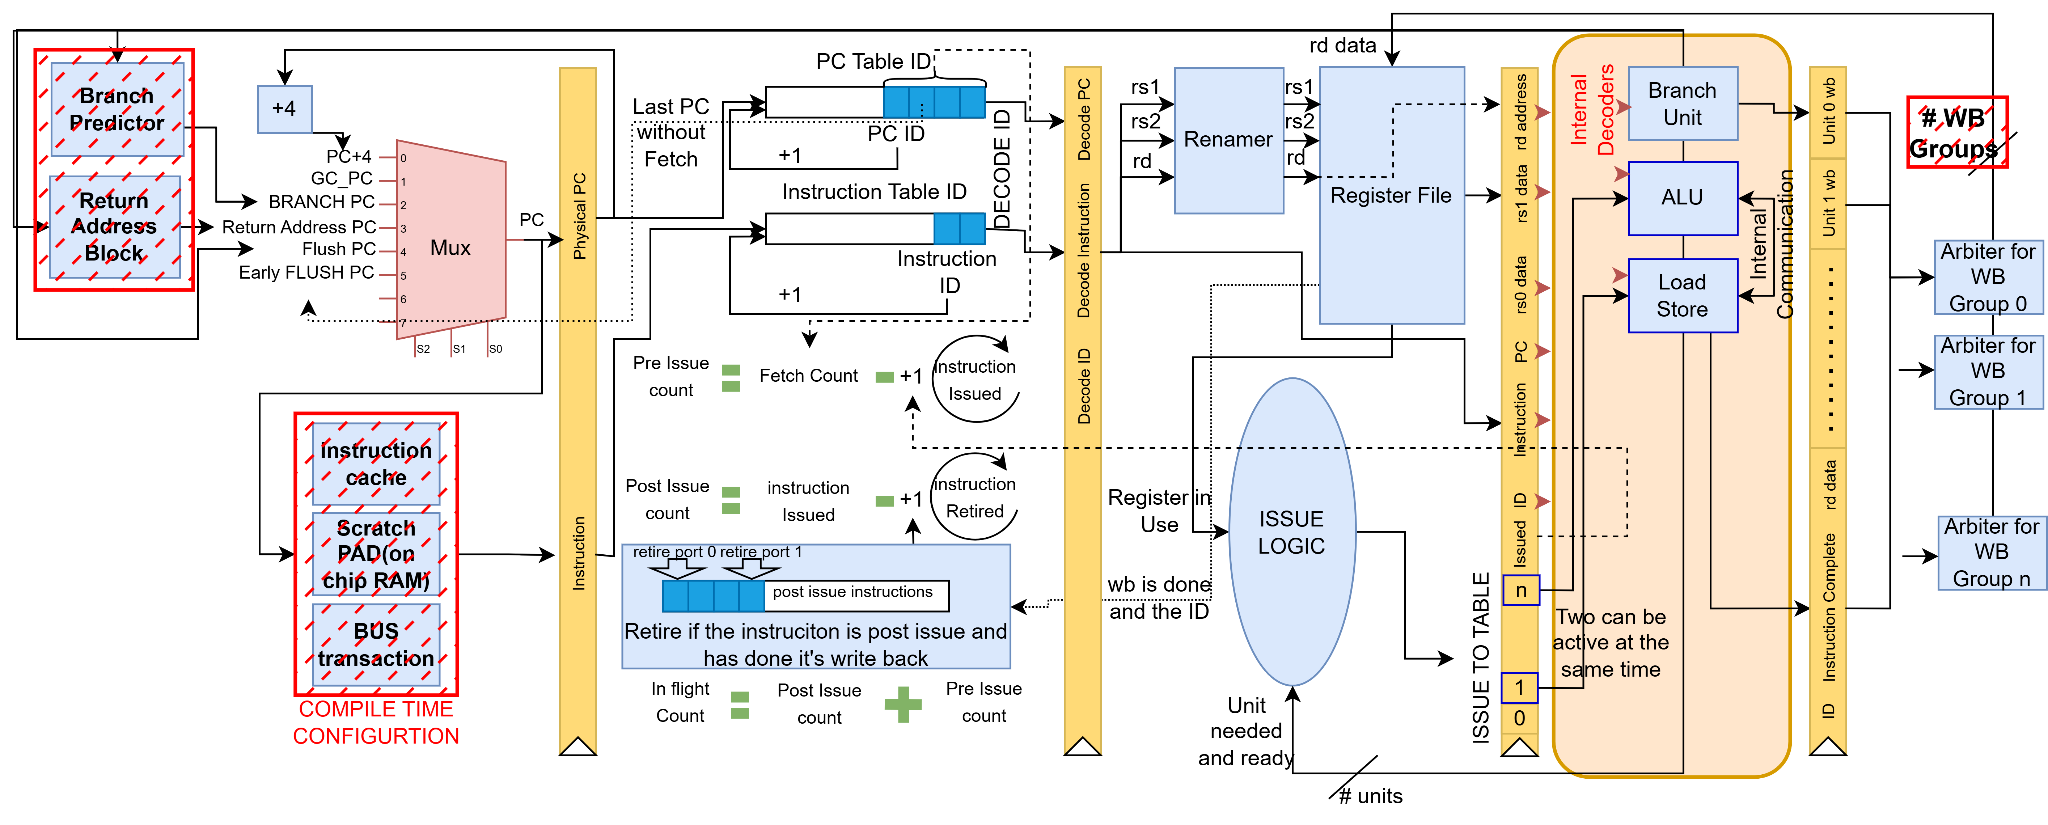 Branch
Predictor
Return
Address
Block
+4
PC+4
GC_PC
BRANCH PC
Return Address PC
Flush PC
Early FLUSH PC
0
1
2
3
4
5
6
7
Mux
S2
S1
S0
PC
Instruction
cache
Scratch
PAD(on
chip RAM)
BUS
transaction
COMPILE TIME
CONFIGURTION
Physical PC
Instruction
Last PC
without
Fetch
PC Table ID
PC ID
+1
Instruction Table ID
Instruction
ID
+1
DECODE ID
Pre Issue
count
Fetch Count
+1
Instruction
Issued
Post Issue
count
instruction
Issued
+1
Instruction
Retired
retire port 0
retire port 1
post issue instructions
Retire if the instruciton is post issue and
has done it's write back
In flight
Count
Post Issue
count
Pre Issue
count
Decode PC
Decode Instruction
Decode ID
rs1
rs2
rd
Renamer
rs1
rs2
rd
rd data
Register File
Register in
Use
wb is done
and the ID
ISSUE
LOGIC
Unit
needed
and ready
# units
ISSUE TO TABLE
rd address
rs1 data
rs0 data
PC
Instruction
ID
Issued
n
1
0
Internal
Decoders
Branch
Unit
ALU
Load
Store
Internal
Communication
Two can be
active at the
same time
Unit 0 wb
Unit 1 wb
rd data
Instruction Complete
ID
# WB
Groups
Arbiter for
WB
Group 0
Arbiter for
WB
Group 1
Arbiter for
WB
Group n